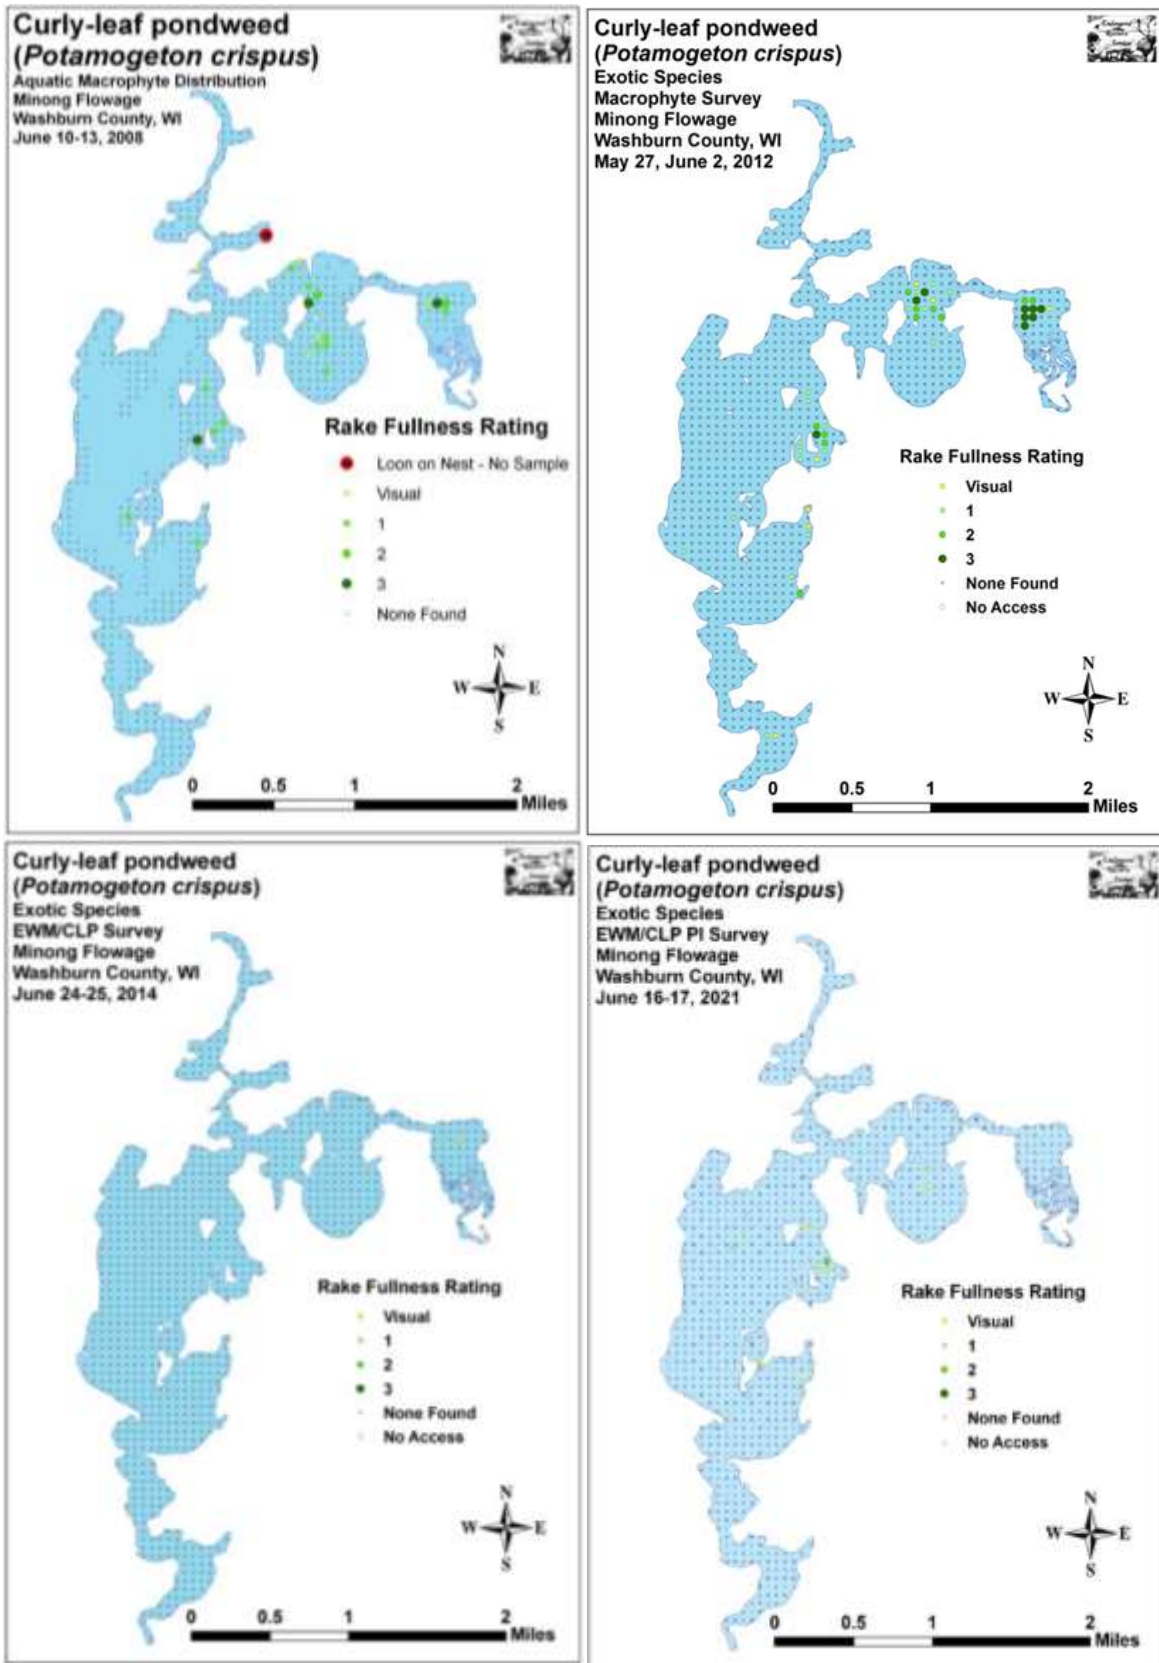 Curly-leaf pondweed
(Potamogeton crispus)
Aquatic Macrophyte Distribution
Minong Flowage
Washburn County, WI
June 10-13, 2008
Rake Fullness Rating
Loon on Nest - No Sample
Visual
1
2
3
None Found
N
W E
S
0 0.5 1 2
Miles
Curly-leaf pondweed
(Potamogeton crispus)
Exotic Species
Macrophyte Survey
Minong Flowage
Washburn County, WI
May 27, June 2, 2012
Rake Fullness Rating
Visual
1
2
3
None Found
No Access
N
W E
S
0 0.5 1 2
Miles
Curly-leaf pondweed
(Potamogeton crispus)
Exotic Species
EWM/CLP Survey
Minong Flowage
Washburn County, WI
June 24-25, 2014
Rake Fullness Rating
Visual
1
2
3
None Found
No Access
N
W E
S
0 0.5 1 2
Miles
Curly-leaf pondweed
(Potamogeton crispus)
Exotic Species
EWM/CLP PI Survey
Minong Flowage
Washburn County, WI
June 16-17, 2021
Rake Fullness Rating
Visual
1
2
3
None Found
No Access
N
W E
S
0 0.5 1 2
Miles